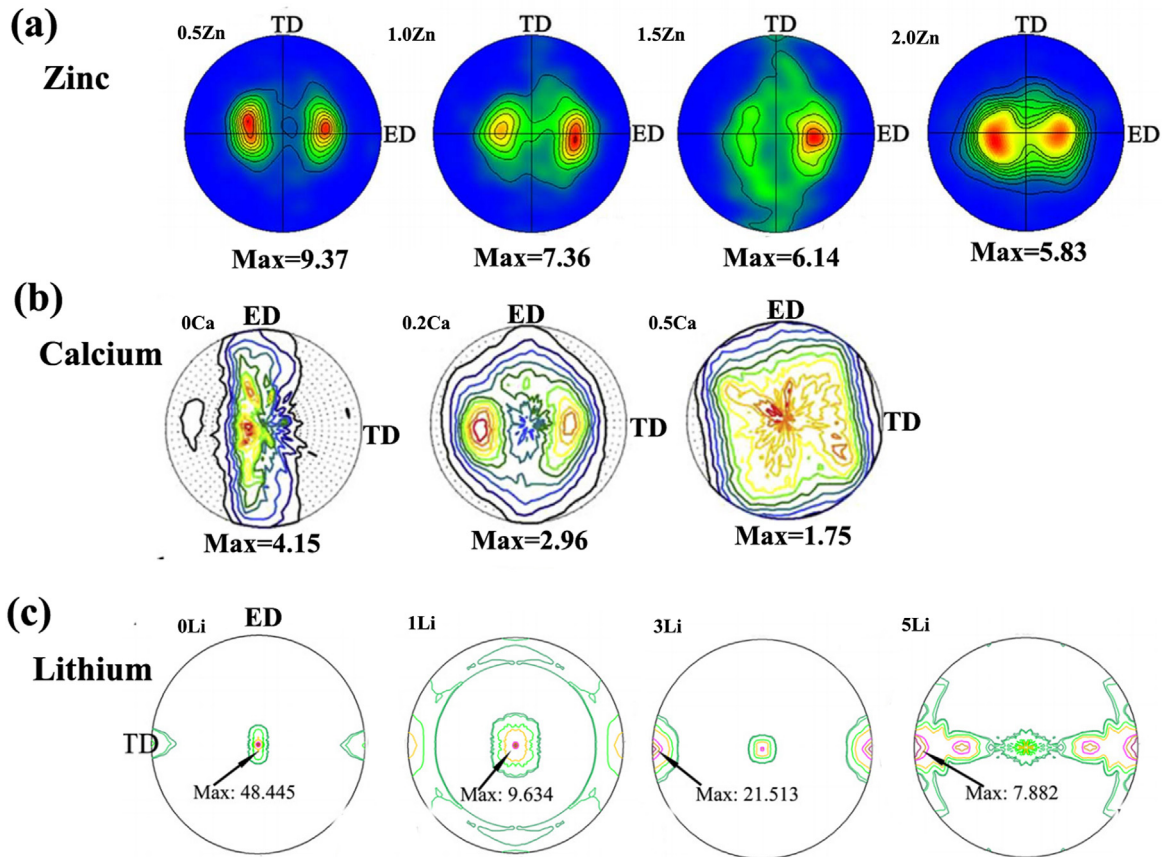 (a)
Zinc
0.5Zn
TD
ED
Max=9.37
1.0Zn
TD
ED
Max=7.36
1.5Zn
TD
ED
Max=6.14
2.0Zn
TD
ED
Max=5.83
(b)
Calcium
0Ca
ED
TD
Max=4.15
0.2Ca
ED
TD
Max=2.96
0.5Ca
ED
TD
Max=1.75
(c)
Lithium
0Li
ED
TD
Max: 48.445
1Li
Max: 9.634
3Li
Max: 21.513
5Li
Max: 7.882